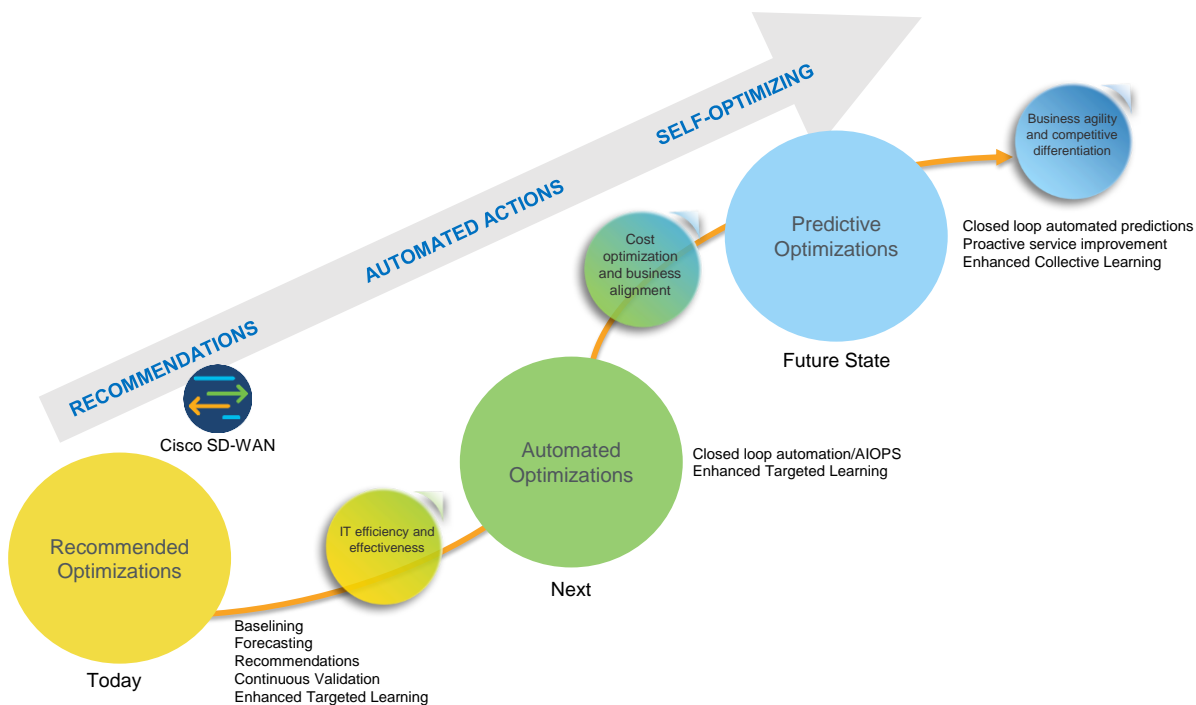 SELF-OPTIMIZING
AUTOMATED ACTIONS
RECOMMENDATIONS
Cisco SD-WAN
Recommended
Optimizations
Today
IT efficiency and
effectiveness
Baselining
Forecasting
Recommendations
Continuous Validation
Enhanced Targeted Learning
Automated
Optimizations
Next
Closed loop automation/AIOPS
Enhanced Targeted Learning
Cost
optimization
and business
alignment
Predictive
Optimizations
Future State
Business agility
and competitive
differentiation
Closed loop automated predictions
Proactive service improvement
Enhanced Collective Learning